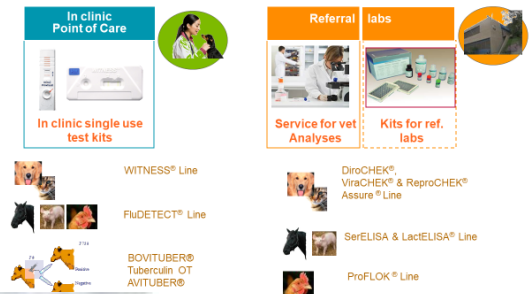 In clinic
Point of Care
In clinic single use
test kits
WITNESS® Line
FluDETECT® Line
BOVITUBER®
Tuberculin OT
AVITUBER®
Referral labs
Service for vet
Analyses
Kits for ref.
labs
DiroCHEK®,
ViraCHEK® & ReproCHEK®
Assure ® Line
SerELISA & LactELISA® Line
ProFLOK ® Line